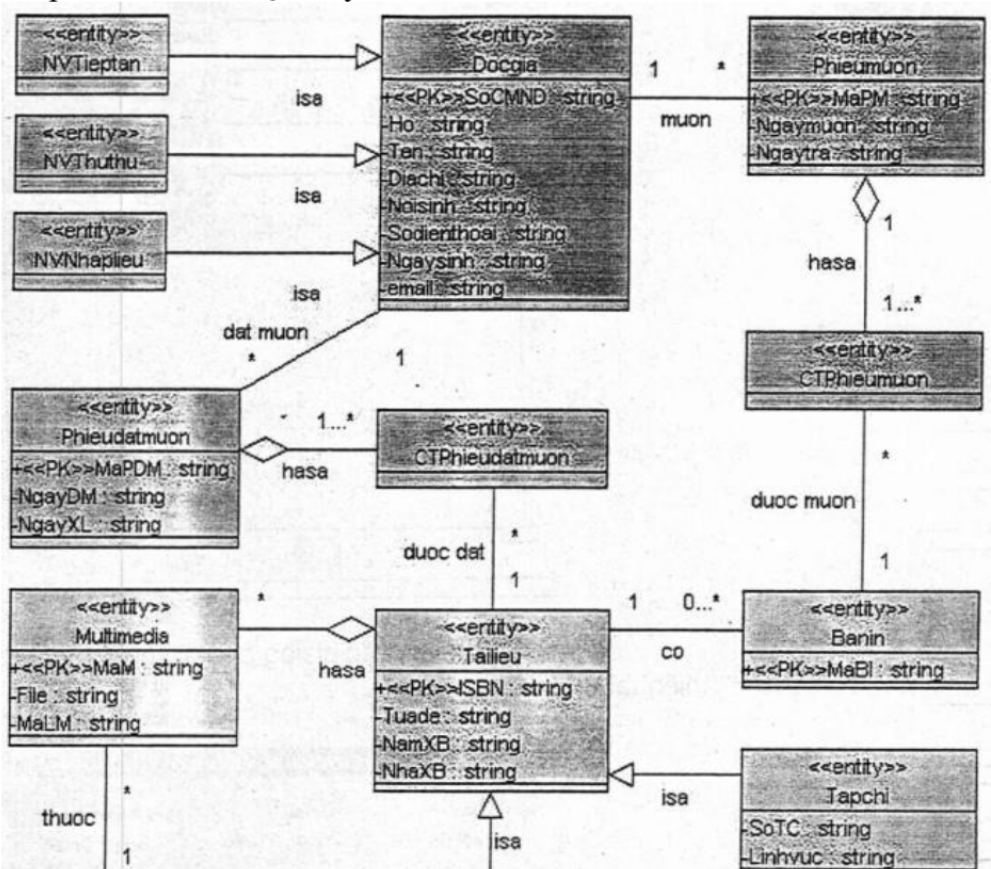 <<entity>>
NVTieptan
isa
<<entity>>
NVThuthu
isa
<<entity>>
NVNhaplieu
isa
<<entity>>
Docgia
+<<PK>>SoCMND : string
-Ho : string
-Ten : string
-Diachi : string
-Noisinh : string
-Sodienthoai : string
-Ngaysinh : string
-email : string
1 *
muon
<<entity>>
Phieumuon
+<<PK>>MaPM : string
-Ngaymuon : string
-Ngaytra : string
1
hasa
1...*
<<entity>>
CTPhieumuon
*
duoc muon
1
dat muon
*
1
<<entity>>
Phieudatmuon
+<<PK>>MaPDM : string
-NgayDM : string
-NgayXL : string
1...*
hasa
<<entity>>
CTPhieudatmuon
*
duoc dat
1
<<entity>>
Multimedia
+<<PK>>MaM : string
-File : string
-MaLM : string
*
hasa
<<entity>>
Tailieu
+<<PK>>ISBN : string
-Tuade : string
-NamXB : string
-NhaXB : string
1 0...*
co
<<entity>>
Banin
+<<PK>>MaBI : string
*
thuoc
1
isa
isa
<<entity>>
Tapchi
-SoTC : string
-Linhvuc : string